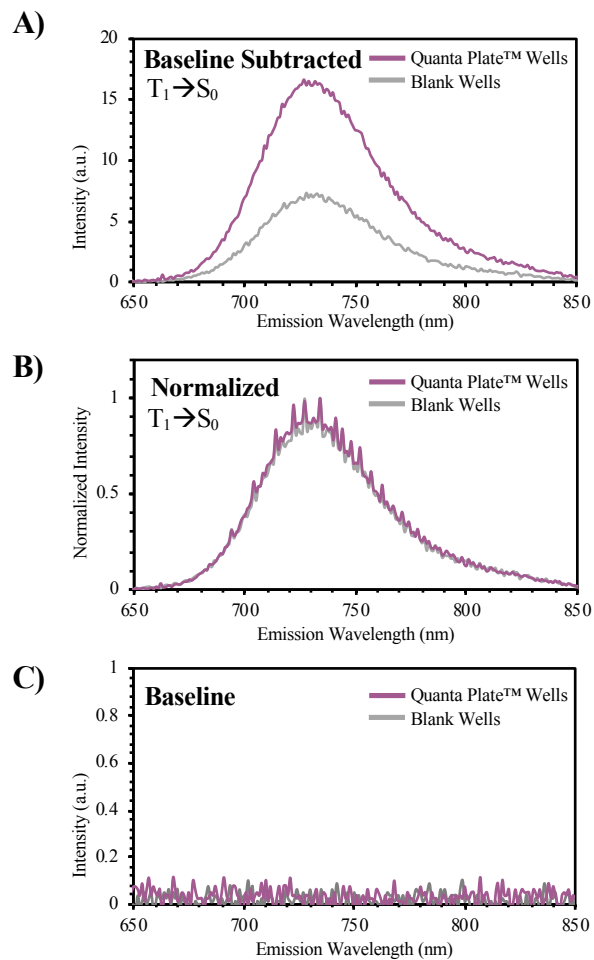 A)
Baseline Subtracted
T₁→S₀
Quanta Plate™ Wells
Blank Wells
20
15
10
5
0
Intensity (a.u.)
650 700 750 800 850
Emission Wavelength (nm)
B)
Normalized
T₁→S₀
Quanta Plate™ Wells
Blank Wells
1
0.5
0
Normalized Intensity
650 700 750 800 850
Emission Wavelength (nm)
C)
Baseline
Quanta Plate™ Wells
Blank Wells
1
0.8
0.6
0.4
0.2
0
Intensity (a.u.)
650 700 750 800 850
Emission Wavelength (nm)